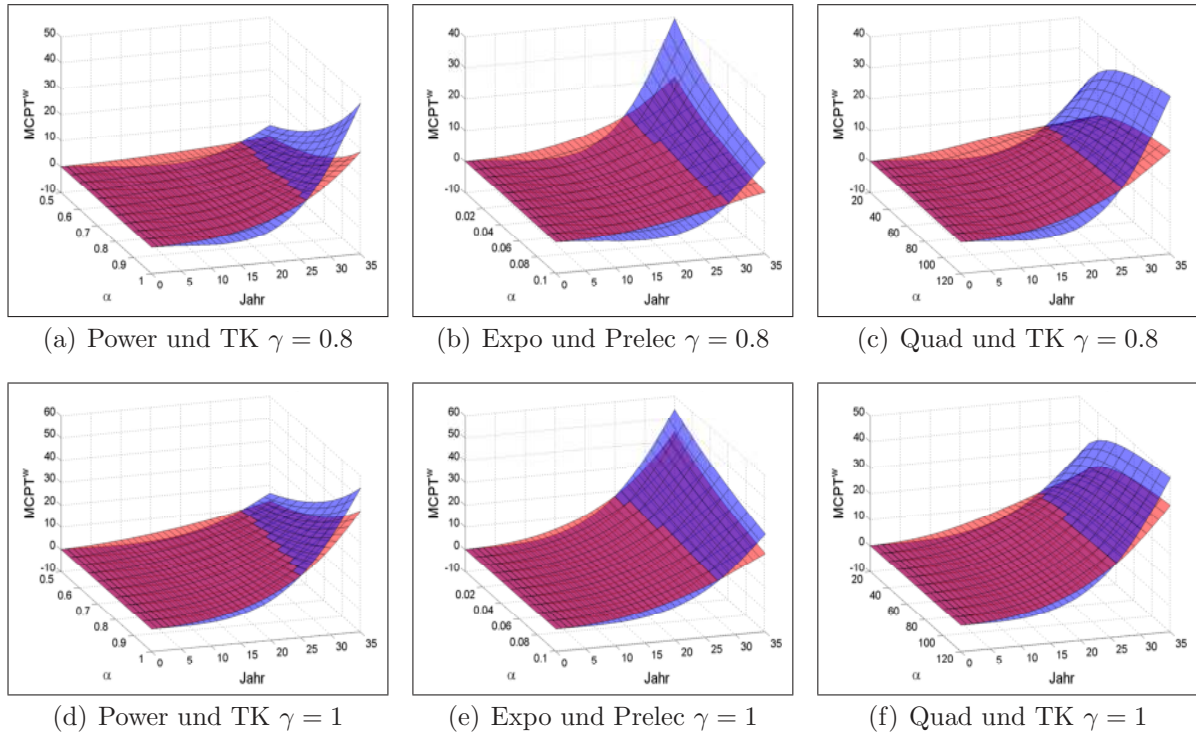 50
40
30
20
10
0
-10
MCPT^w
0.5
0.6
0.7
0.8
0.9
1
α
0 5 10 15 20 25 30 35
Jahr
(a) Power und TK γ = 0.8
40
30
20
10
0
-10
MCPT^w
0.02
0.04
0.06
0.08
0.1
α
0 5 10 15 20 25 30 35
Jahr
(b) Expo und Prelec γ = 0.8
40
30
20
10
0
-10
MCPT^w
20
40
60
80
100
120
α
0 5 10 15 20 25 30 35
Jahr
(c) Quad und TK γ = 0.8
60
50
40
30
20
10
0
-10
MCPT^w
0.5
0.6
0.7
0.8
0.9
1
α
0 5 10 15 20 25 30 35
Jahr
(d) Power und TK γ = 1
60
50
40
30
20
10
0
-10
MCPT^w
0.02
0.04
0.06
0.08
0.1
α
0 5 10 15 20 25 30 35
Jahr
(e) Expo und Prelec γ = 1
50
40
30
20
10
0
-10
MCPT^w
20
40
60
80
100
120
α
0 5 10 15 20 25 30 35
Jahr
(f) Quad und TK γ = 1